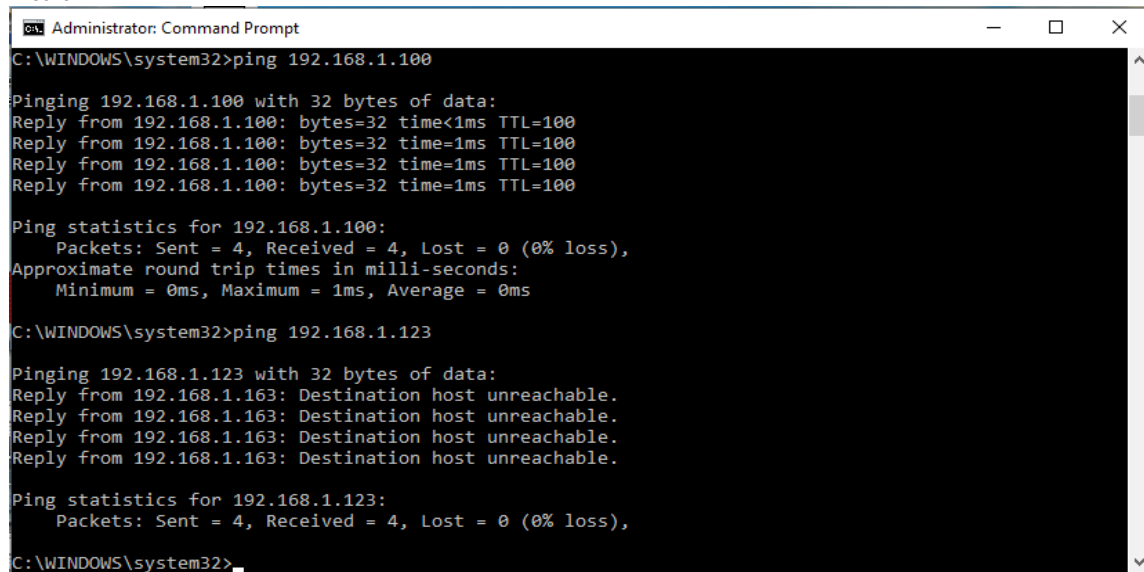 Administrator: Command Prompt
C:\WINDOWS\system32>ping 192.168.1.100
Pinging 192.168.1.100 with 32 bytes of data:
Reply from 192.168.1.100: bytes=32 time<1ms TTL=100
Reply from 192.168.1.100: bytes=32 time=1ms TTL=100
Reply from 192.168.1.100: bytes=32 time=1ms TTL=100
Reply from 192.168.1.100: bytes=32 time=1ms TTL=100
Ping statistics for 192.168.1.100:
    Packets: Sent = 4, Received = 4, Lost = 0 (0% loss),
Approximate round trip times in milli-seconds:
    Minimum = 0ms, Maximum = 1ms, Average = 0ms
C:\WINDOWS\system32>ping 192.168.1.123
Pinging 192.168.1.123 with 32 bytes of data:
Reply from 192.168.1.163: Destination host unreachable.
Reply from 192.168.1.163: Destination host unreachable.
Reply from 192.168.1.163: Destination host unreachable.
Reply from 192.168.1.163: Destination host unreachable.
Ping statistics for 192.168.1.123:
    Packets: Sent = 4, Received = 4, Lost = 0 (0% loss),
C:\WINDOWS\system32>